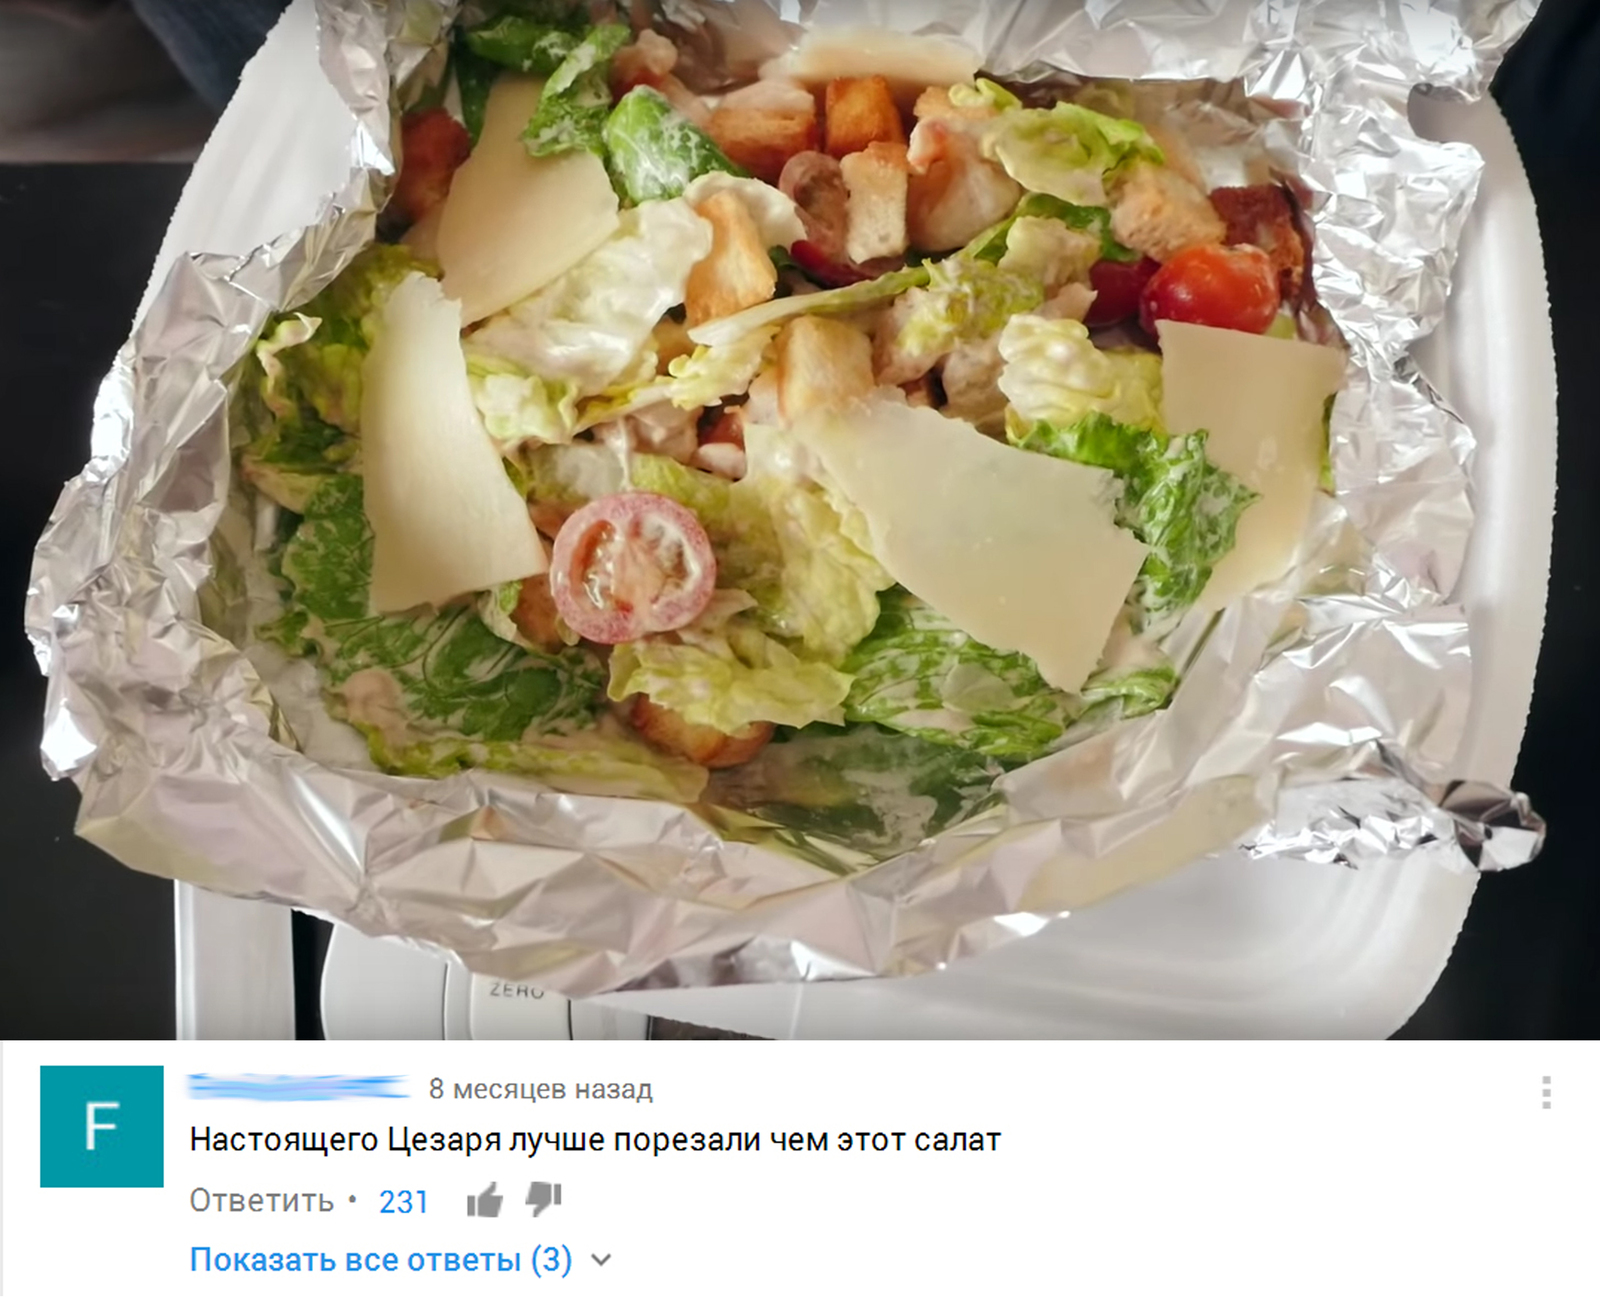 ZERO
F
8 месяцев назад
Настоящего Цезаря лучше порезали чем этот салат
Ответить • 231
Показать все ответы (3)